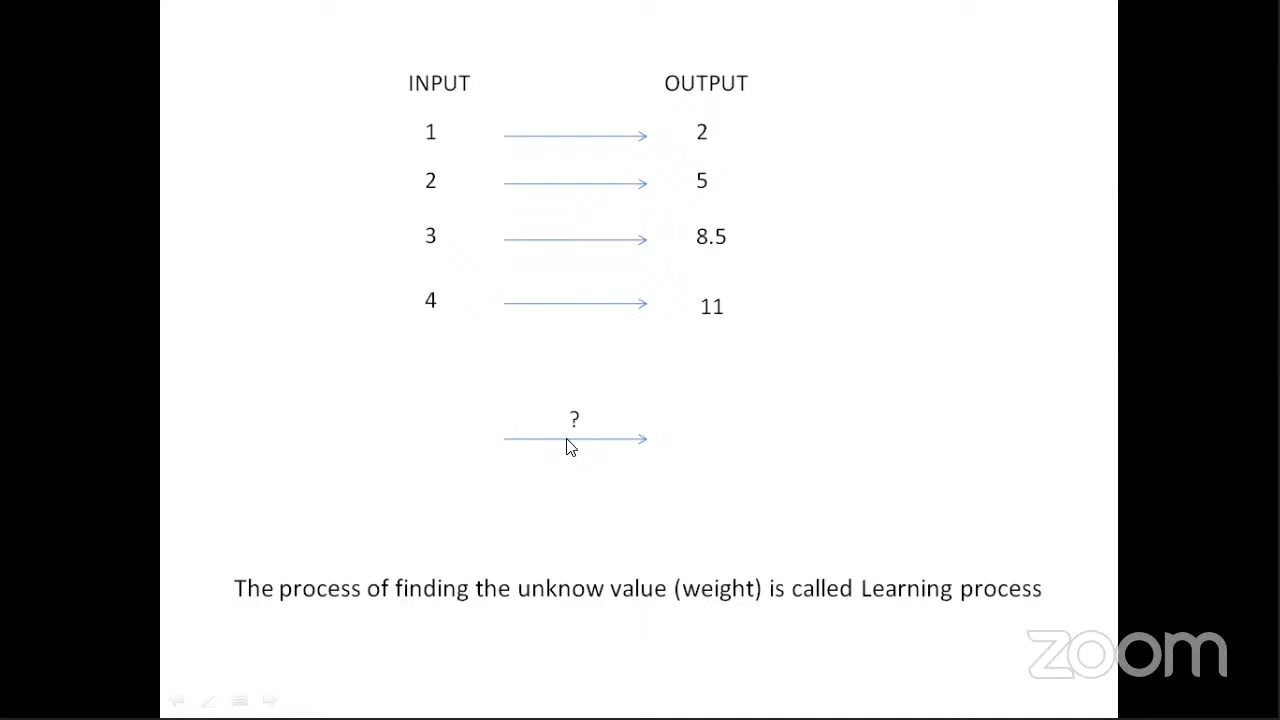 INPUT OUTPUT
1 2
2 5
3 8.5
4 11
?
The process of finding the unknow value (weight) is called Learning process
zoom